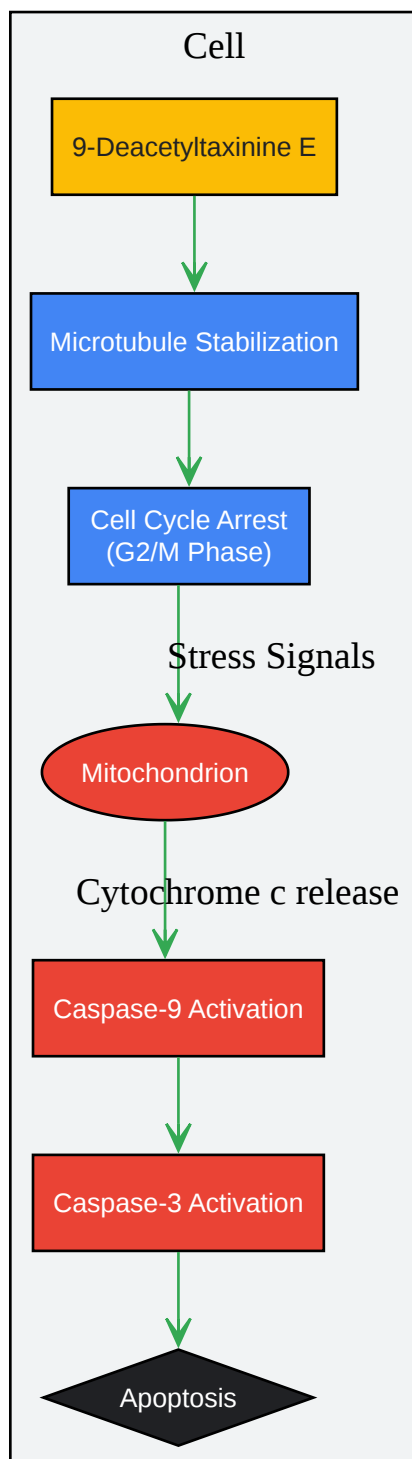 Cell
9-Deacetyltaxinine E
Microtubule Stabilization
Cell Cycle Arrest
(G2/M Phase)
Stress Signals
Mitochondrion
Cytochrome c release
Caspase-9 Activation
Caspase-3 Activation
Apoptosis